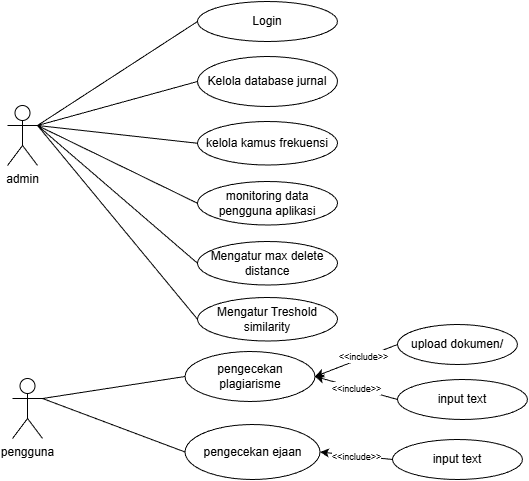 Login
Kelola database jurnal
kelola kamus frekuensi
admin
monitoring data
pengguna aplikasi
Mengatur max delete
distance
Mengatur Treshold
similarity
upload dokumen/
<<include>>
pengecekan
plagiarisme
<<include>>
input text
pengguna
pengecekan ejaan
<<include>>
input text